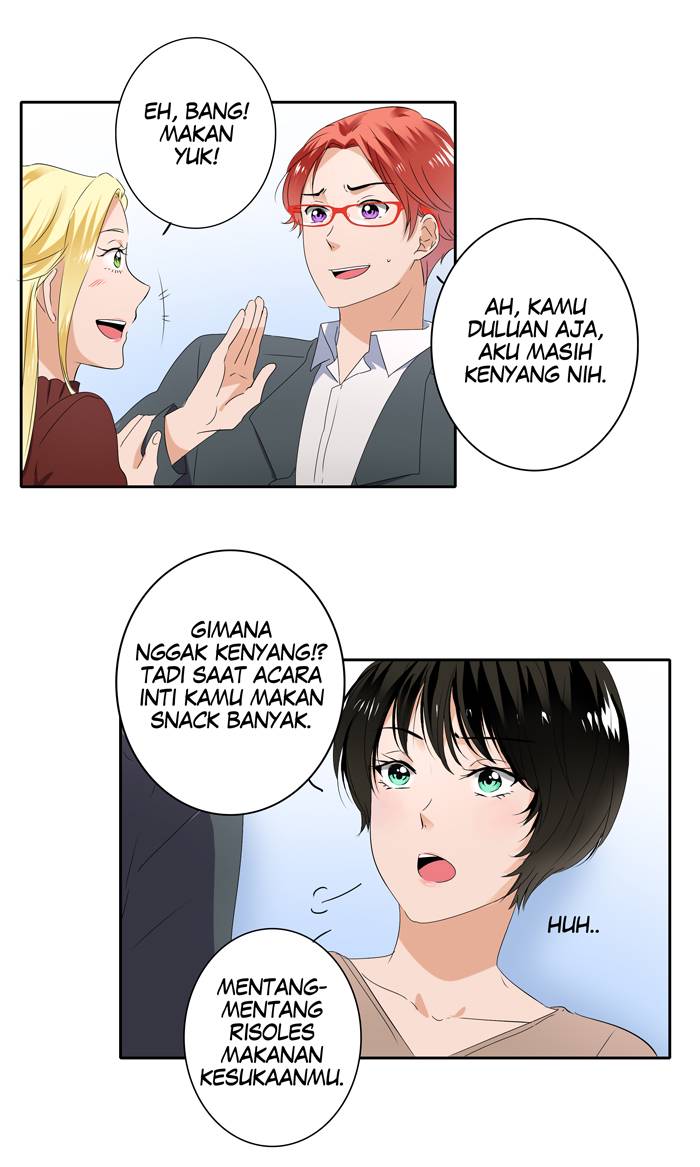 EH, BANG!
MAKAN
YUK!
AH, KAMU
DULUAN AJA,
AKU MASIH
KENYANG NIH.
GIMANA
NGGAK KENYANG!?
TADI SAAT ACARA
INTI KAMU MAKAN
SNACK BANYAK.
HUH..
MENTANG-
MENTANG
RISOLES
MAKANAN
KESUKAANMU.